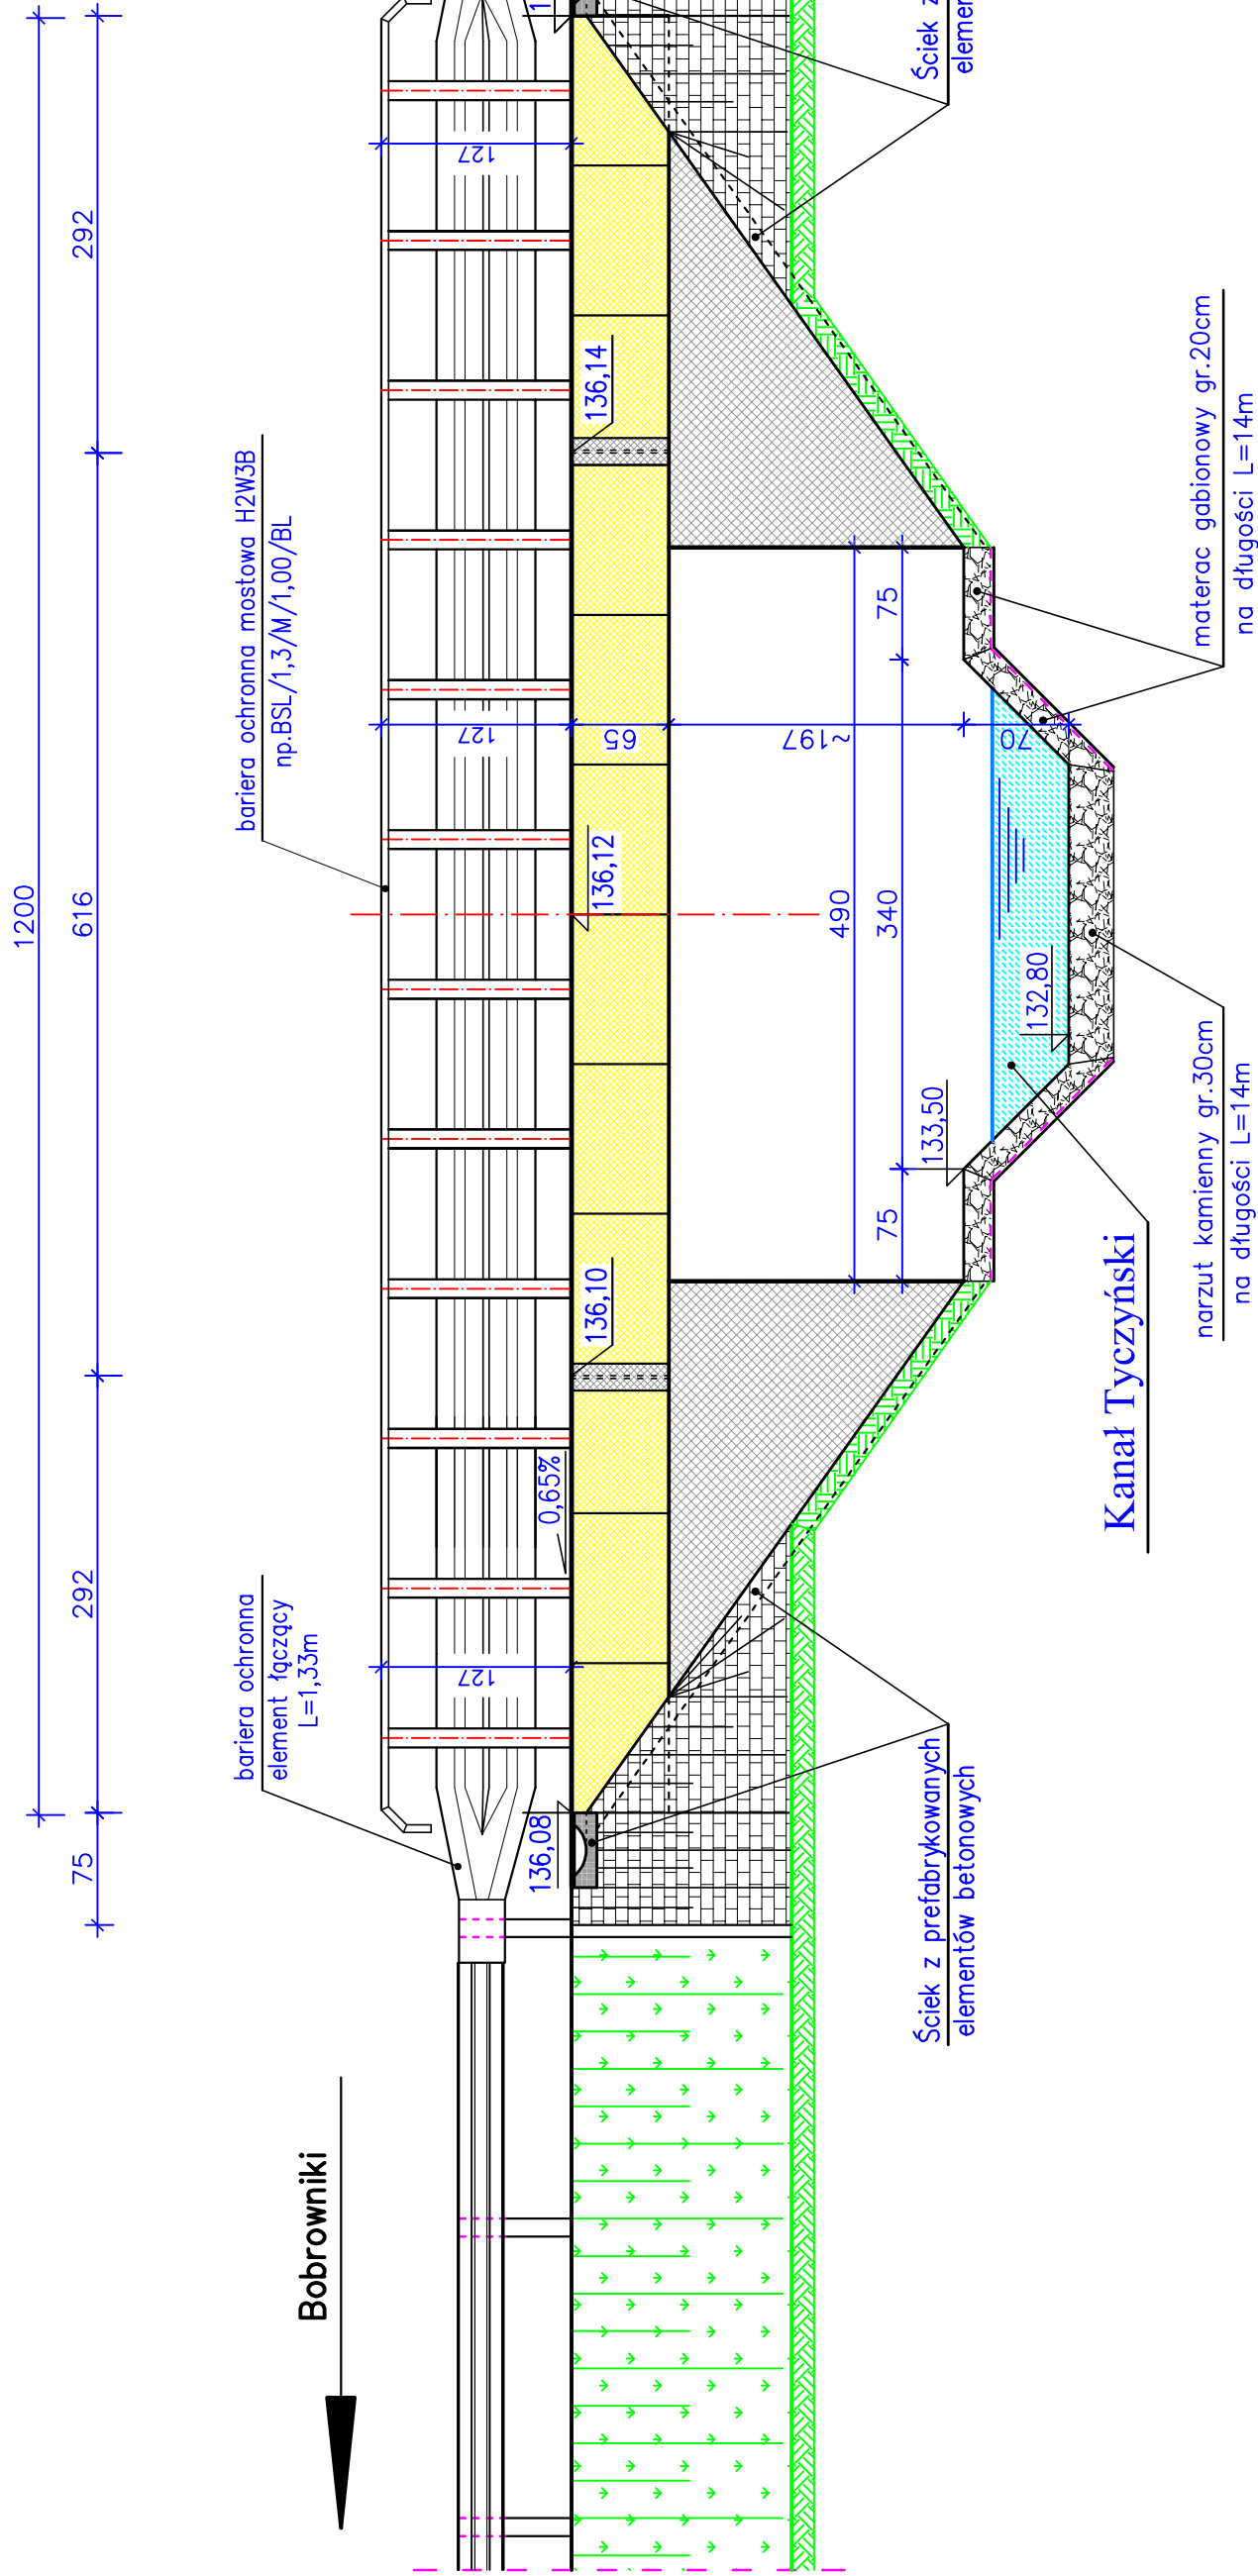 1200
75
292
616
292
bariera ochronna
element łączący
L=1,33m
bariera ochronna mostowa H2W3B
np.BSL/1,3/M/1,00/BL
Bobrowniki
127
127
127
136,08
0,65%
136,10
136,12
136,14
65
~197
70
490
75
340
75
133,50
132,80
Ściek z prefabrykowanych
elementów betonowych
Ściek
Kanał Tyczyński
narzut kamienny gr.30cm
na długości L=14m
materac gabionowy gr.20cm
na długości L=14m